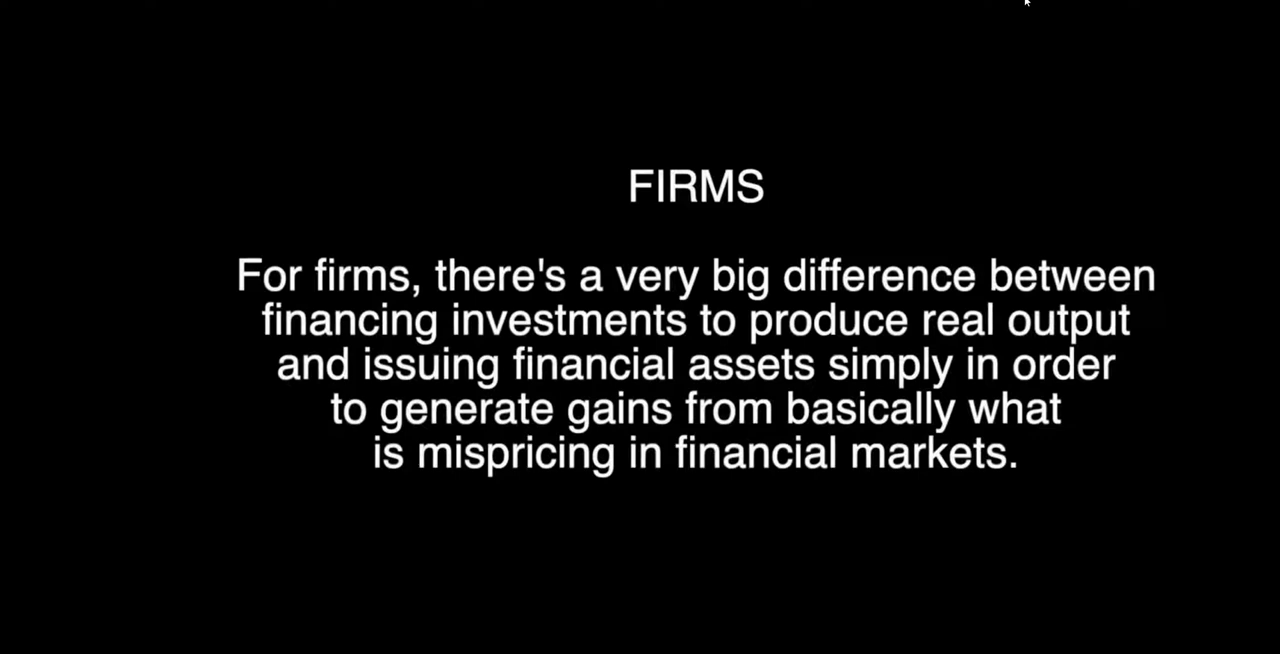 FIRMS
For firms, there's a very big difference between
financing investments to produce real output
and issuing financial assets simply in order
to generate gains from basically what
is mispricing in financial markets.